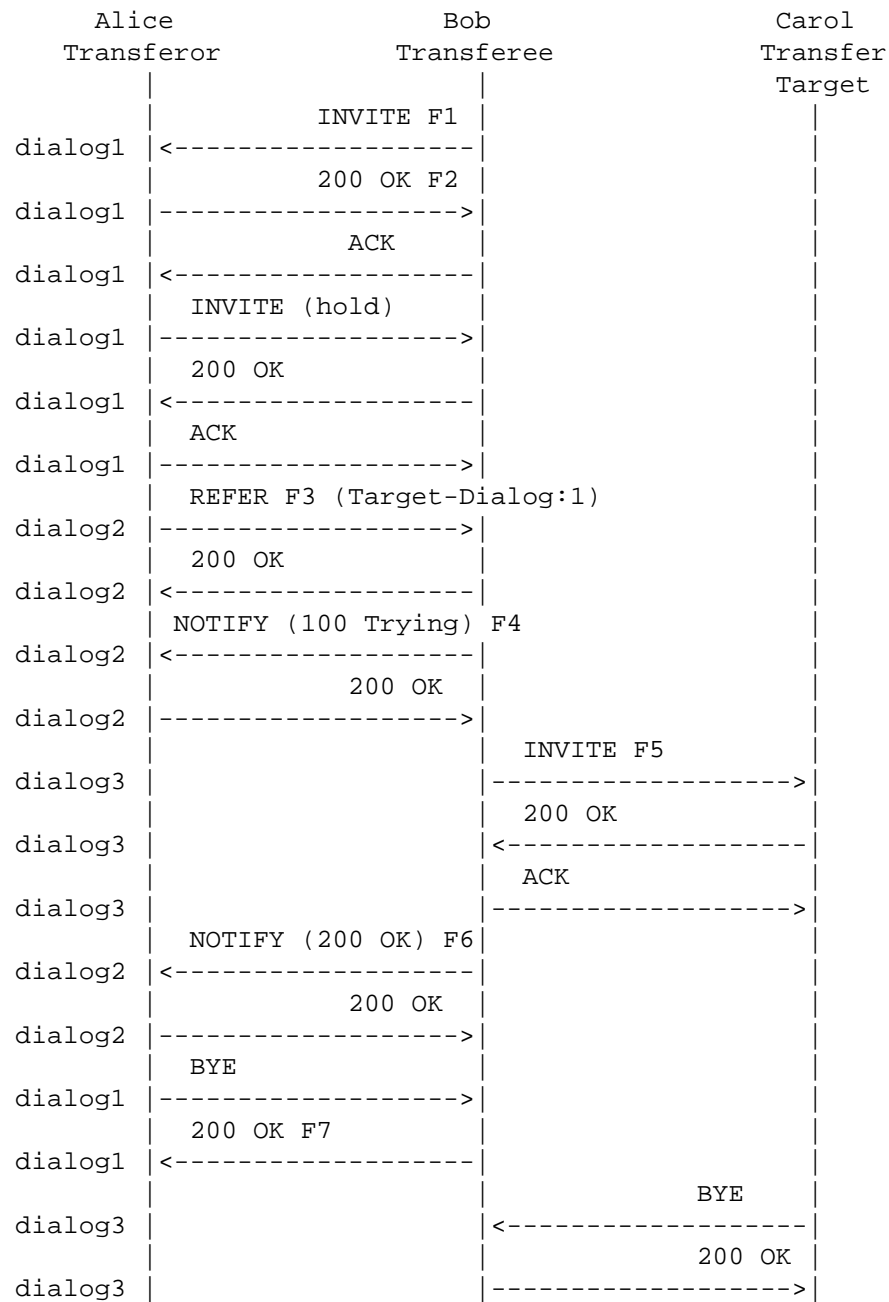 Alice                Bob                  Carol
Transferor           Transferee             Transfer
         |                    |                  Target
         |          INVITE F1 |                    |
dialog1  |<-------------------|                    |
         |          200 OK F2 |                    |
dialog1  |------------------->|                    |
         |            ACK     |                    |
dialog1  |<-------------------|                    |
         |  INVITE (hold)     |                    |
dialog1  |------------------->|                    |
         |  200 OK            |                    |
dialog1  |<-------------------|                    |
         |  ACK               |                    |
dialog1  |------------------->|                    |
         |  REFER F3 (Target-Dialog:1)             |
dialog2  |------------------->|                    |
         |  200 OK            |                    |
dialog2  |<-------------------|                    |
         | NOTIFY (100 Trying) F4                  |
dialog2  |<-------------------|                    |
         |            200 OK  |                    |
dialog2  |------------------->|                    |
         |                    |  INVITE F5         |
dialog3  |                    |------------------->|
         |                    |  200 OK            |
dialog3  |                    |<-------------------|
         |                    |  ACK               |
dialog3  |                    |------------------->|
         |  NOTIFY (200 OK) F6|                    |
dialog2  |<-------------------|                    |
         |            200 OK  |                    |
dialog2  |------------------->|                    |
         |  BYE               |                    |
dialog1  |------------------->|                    |
         |  200 OK F7         |                    |
dialog1  |<-------------------|                    |
         |                    |             BYE    |
dialog3  |                    |<-------------------|
         |                    |             200 OK |
dialog3  |                    |------------------->|